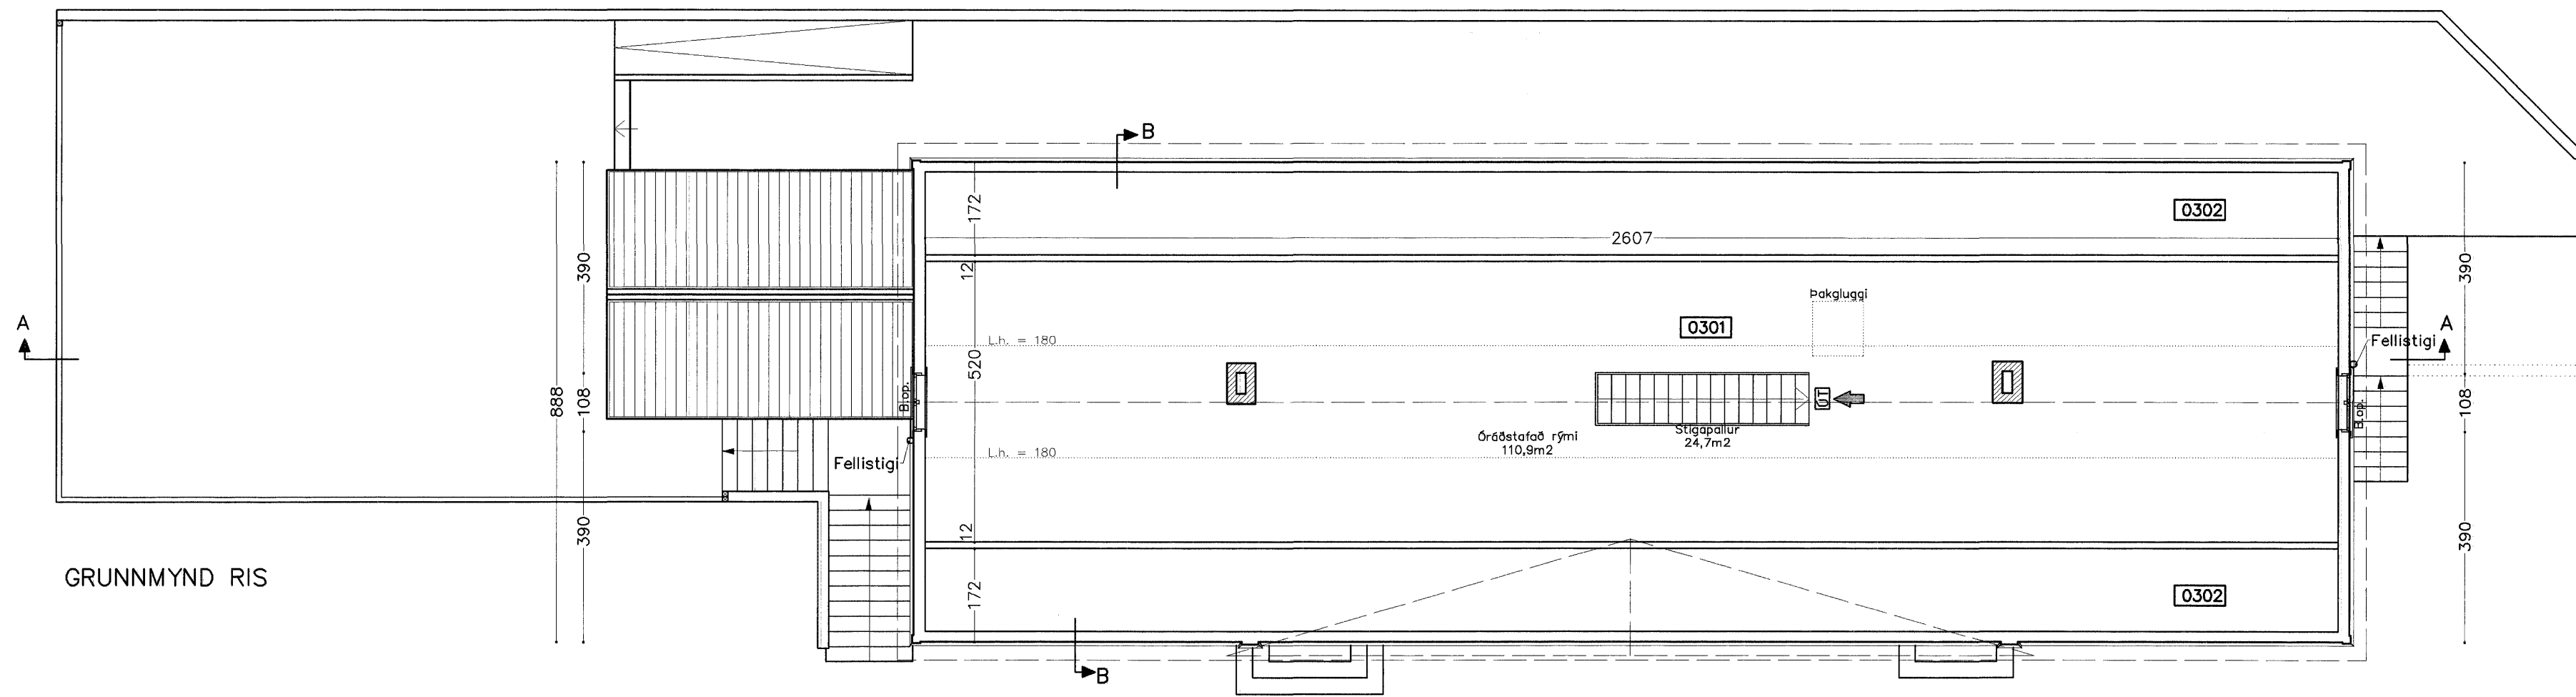 B
172
0302
2607
390
390
12
Þakgluggi
0301
A
A
L.h. = 180
Fellistigi
520
888
108
B.op.
ÚT
108
B.op.
Óráðstafað rými
110,9m2
Stigapallur
24,7m2
L.h. = 180
Fellistigi
390
12
390
GRUNNMYND RIS
172
0302
B